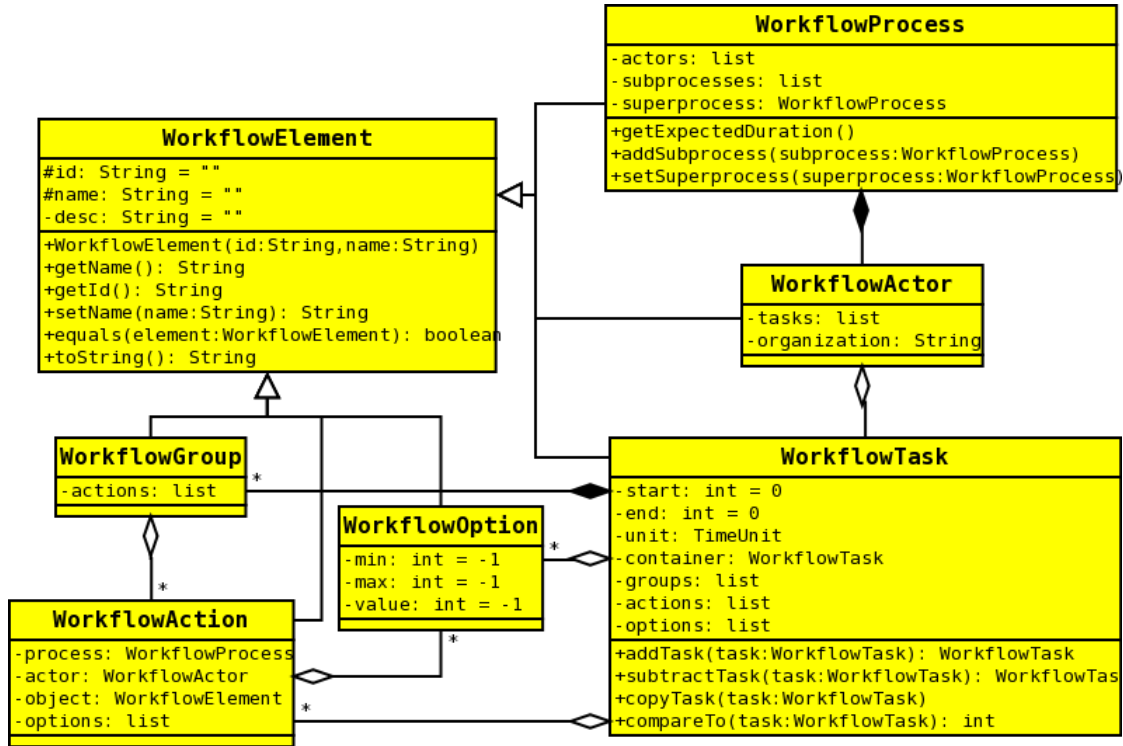 WorkflowProcess
-actors: list
-subprocesses: list
-superprocess: WorkflowProcess
+getExpectedDuration()
+addSubprocess(subprocess:WorkflowProcess)
+setSuperprocess(superprocess:WorkflowProcess)
WorkflowElement
#id: String = ""
#name: String = ""
-desc: String = ""
+WorkflowElement(id:String,name:String)
+getName(): String
+getId(): String
+setName(name:String): String
+equals(element:WorkflowElement): boolean
+toString(): String
WorkflowActor
-tasks: list
-organization: String
WorkflowGroup
-actions: list
*
*
WorkflowOption
-min: int = -1
-max: int = -1
-value: int = -1
*
*
WorkflowTask
-start: int = 0
-end: int = 0
-unit: TimeUnit
-container: WorkflowTask
-groups: list
-actions: list
-options: list
+addTask(task:WorkflowTask): WorkflowTask
+subtractTask(task:WorkflowTask): WorkflowTas
+copyTask(task:WorkflowTask)
+compareTo(task:WorkflowTask): int
WorkflowAction
-process: WorkflowProcess
-actor: WorkflowActor
-object: WorkflowElement
-options: list
*